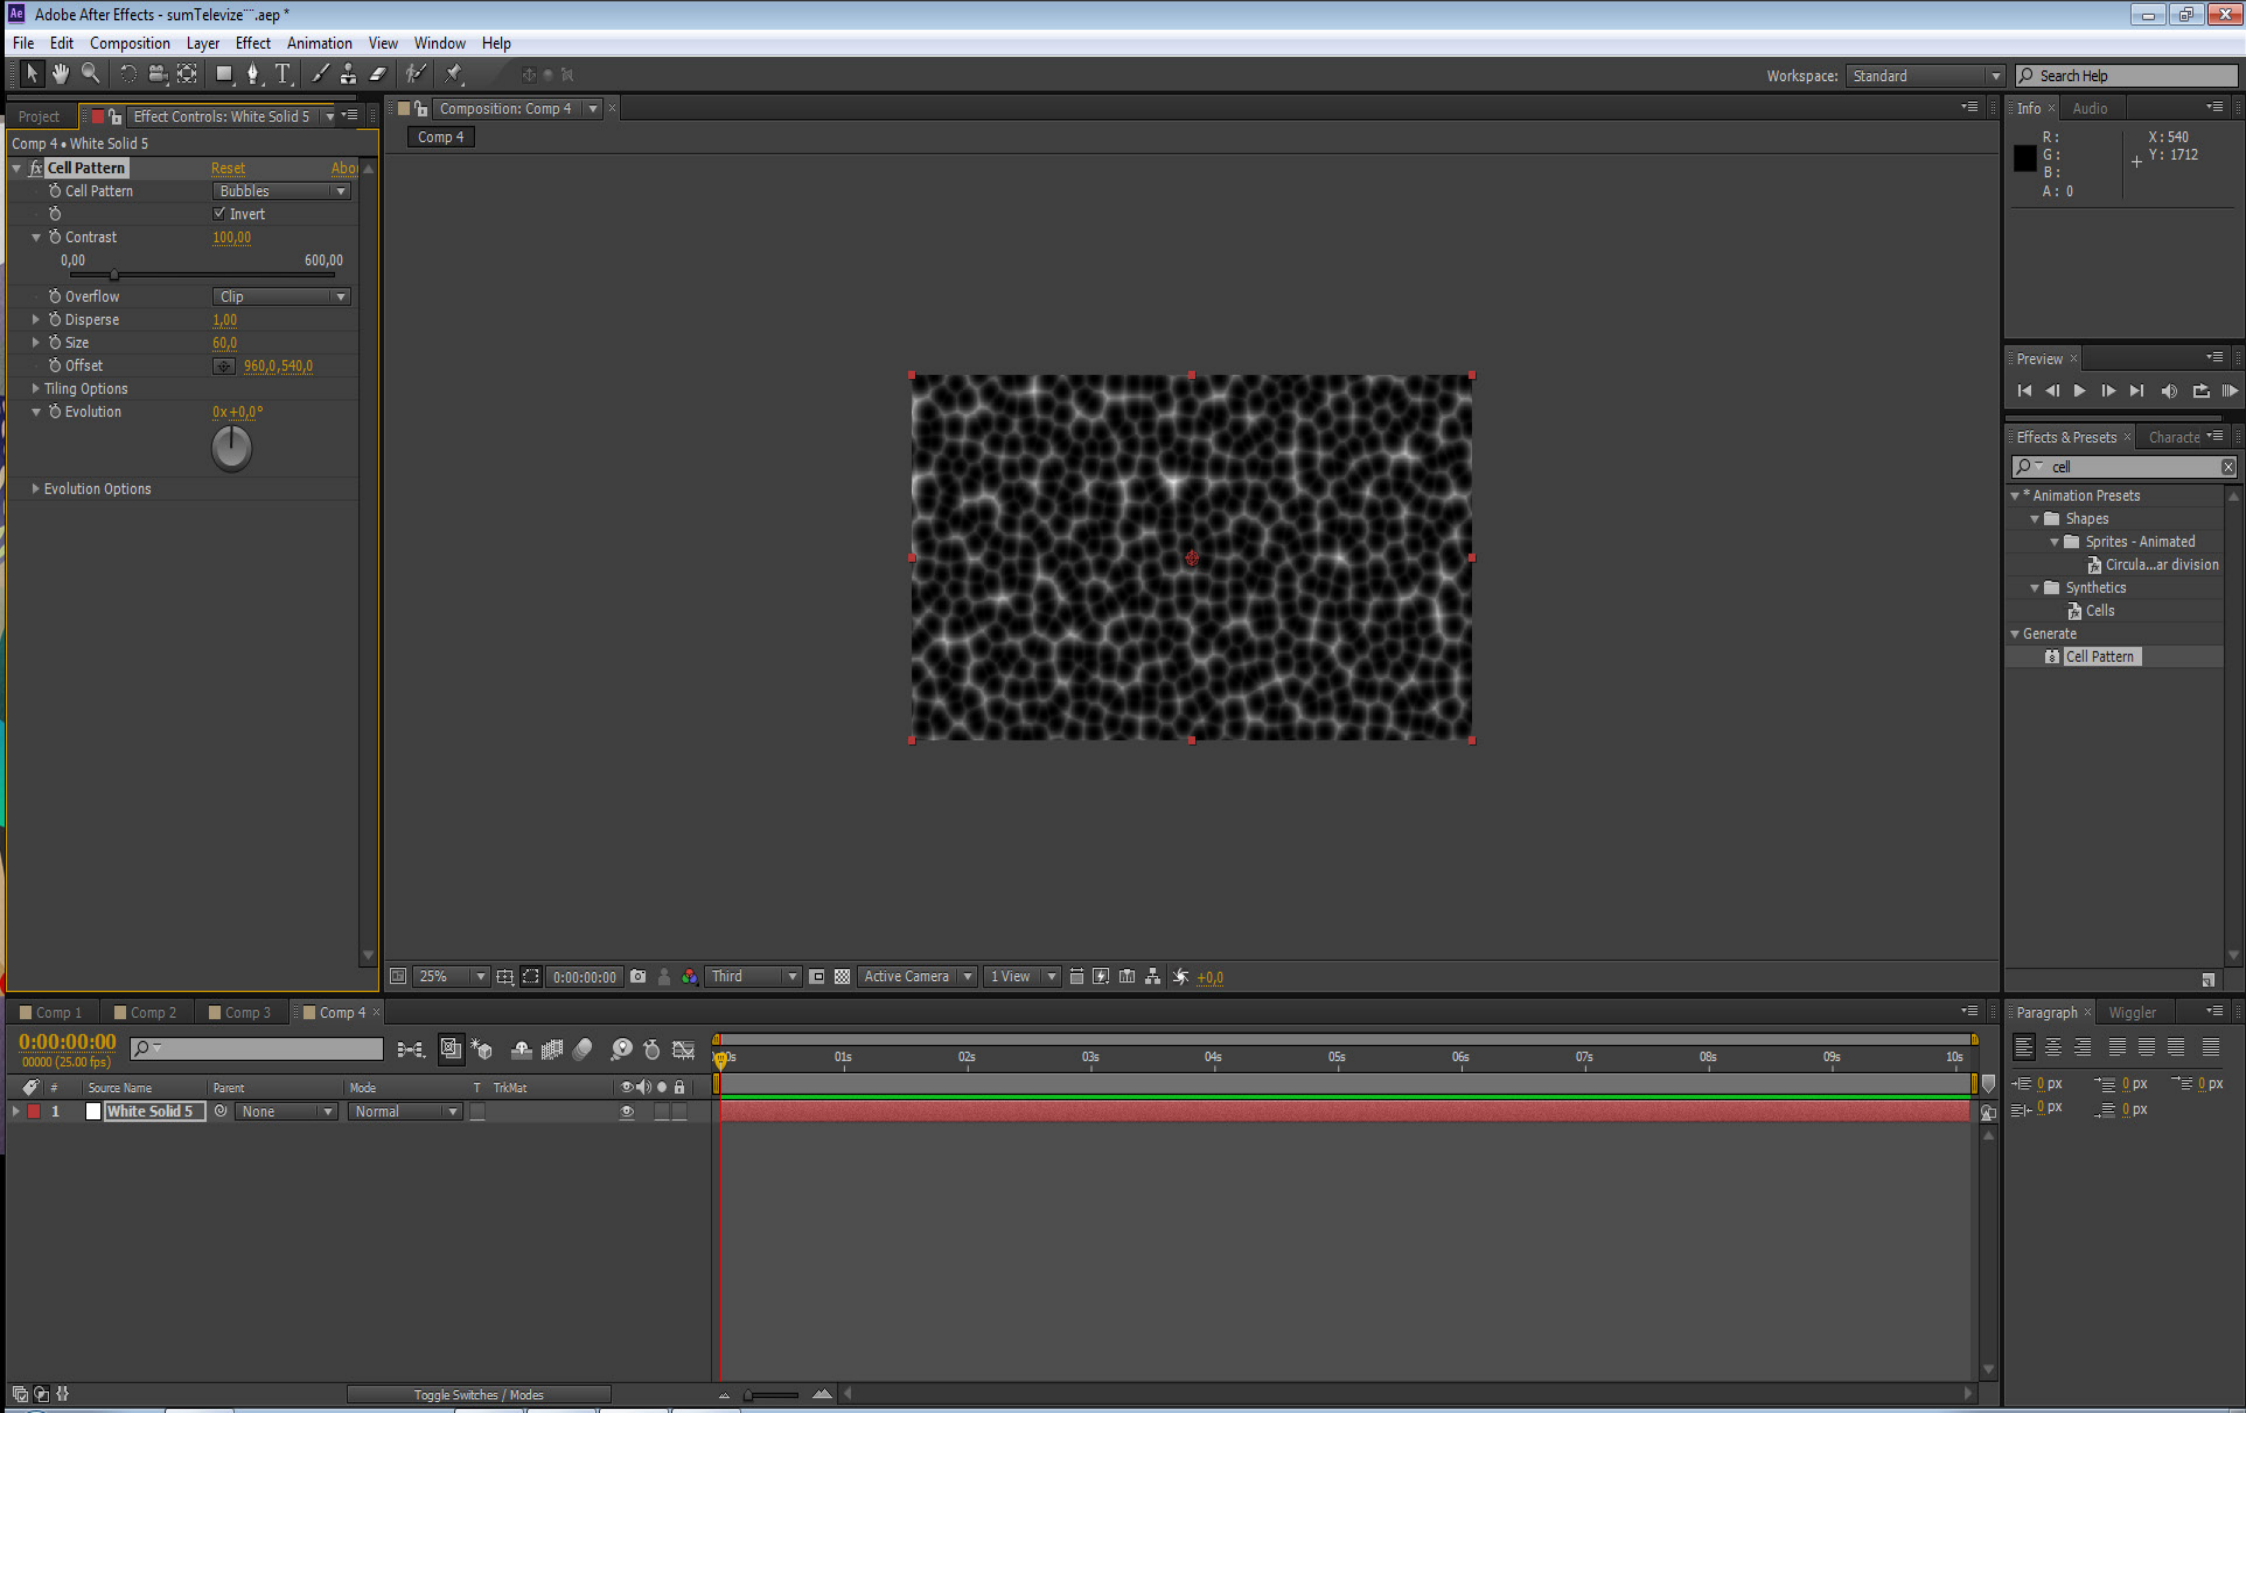 Ae Adobe After Effects - sumTelevize¨¨.aep *
File Edit Composition Layer Effect Animation View Window Help
Workspace: Standard Search Help
Project Effect Controls: White Solid 5
Comp 4 • White Solid 5
fx Cell Pattern Reset Abo
Cell Pattern Bubbles
Invert
Contrast 100,00
0,00 600,00
Overflow Clip
Disperse 1,00
Size 60,0
Offset 960,0,540,0
Tiling Options
Evolution 0x+0,0°
Evolution Options
Composition: Comp 4
Comp 4
25% 0:00:00:00 Third Active Camera 1 View +0,0
Info Audio
R: X: 540
G: Y: 1712
B:
A: 0
Preview
Effects & Presets Characte
cell
* Animation Presets
Shapes
Sprites - Animated
Circula...ar division
Synthetics
Cells
Generate
Cell Pattern
Comp 1 Comp 2 Comp 3 Comp 4
0:00:00:00
00000 (25.00 fps)
01s 02s 03s 04s 05s 06s 07s 08s 09s 10s
# Source Name Parent Mode T TrkMat
1 White Solid 5 None Normal
Toggle Switches / Modes
Paragraph Wiggler
0 px 0 px 0 px
0 px 0 px